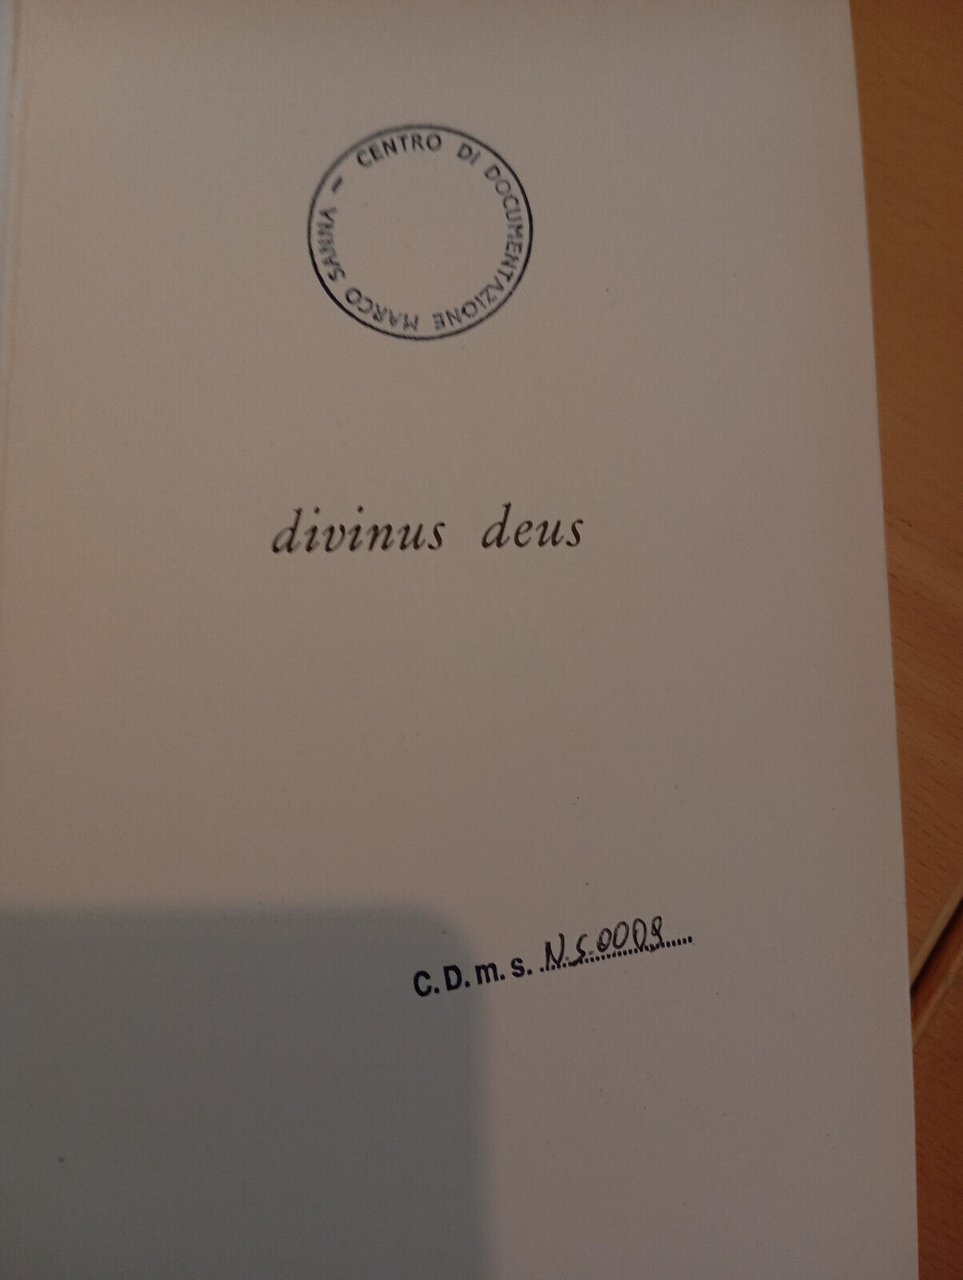 CENTRO DI DOCUMENTAZIONE MARCO SANNA –
divinus deus
C.D.m.s. N.S.0009